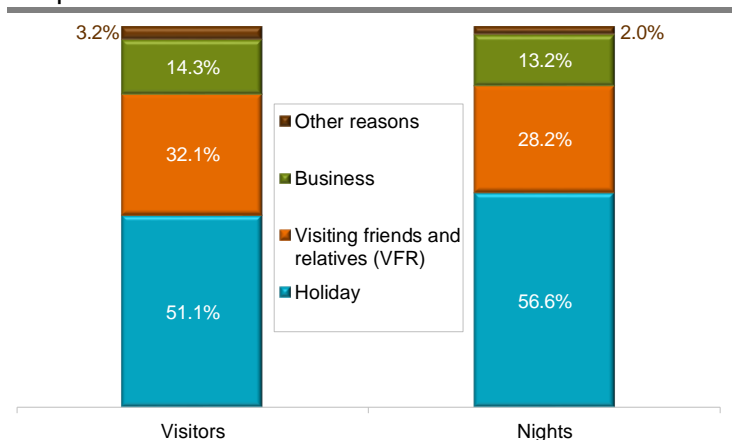 3.2%
2.0%
14.3%
13.2%
Other reasons
32.1%
28.2%
Business
Visiting friends and
relatives (VFR)
Holiday
51.1%
56.6%
Visitors
Nights